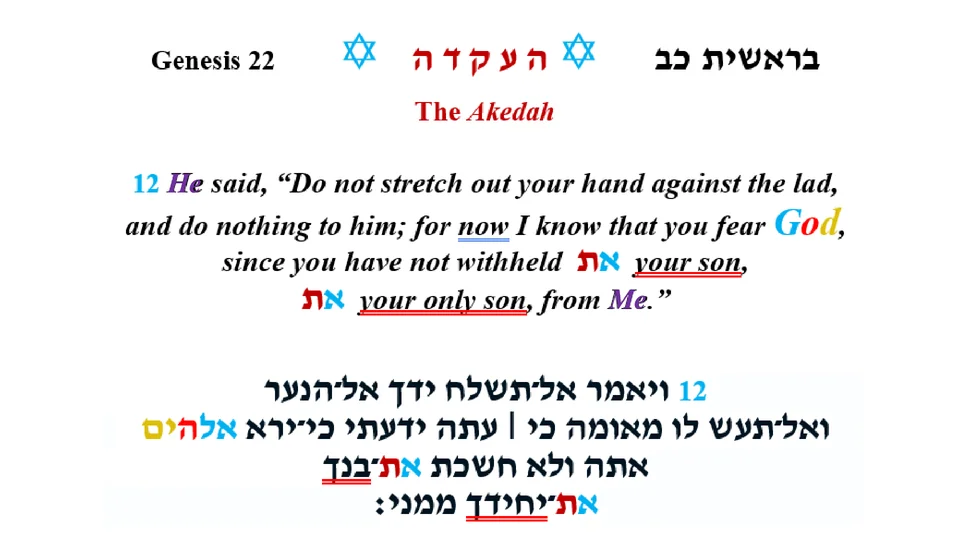 Genesis 22 ✡ ה ע ק ד ה ✡ בראשית כב
The Akedah
12 He said, “Do not stretch out your hand against the lad,
and do nothing to him; for now I know that you fear God,
since you have not withheld את your son,
את your only son, from Me.”
12 ויאמר אל־תשלח ידך אל־הנער
ואל־תעש לו מאומה כי | עתה ידעתי כי־ירא אלהים
אתה ולא חשכת את־בנך
את־יחידך ממני: